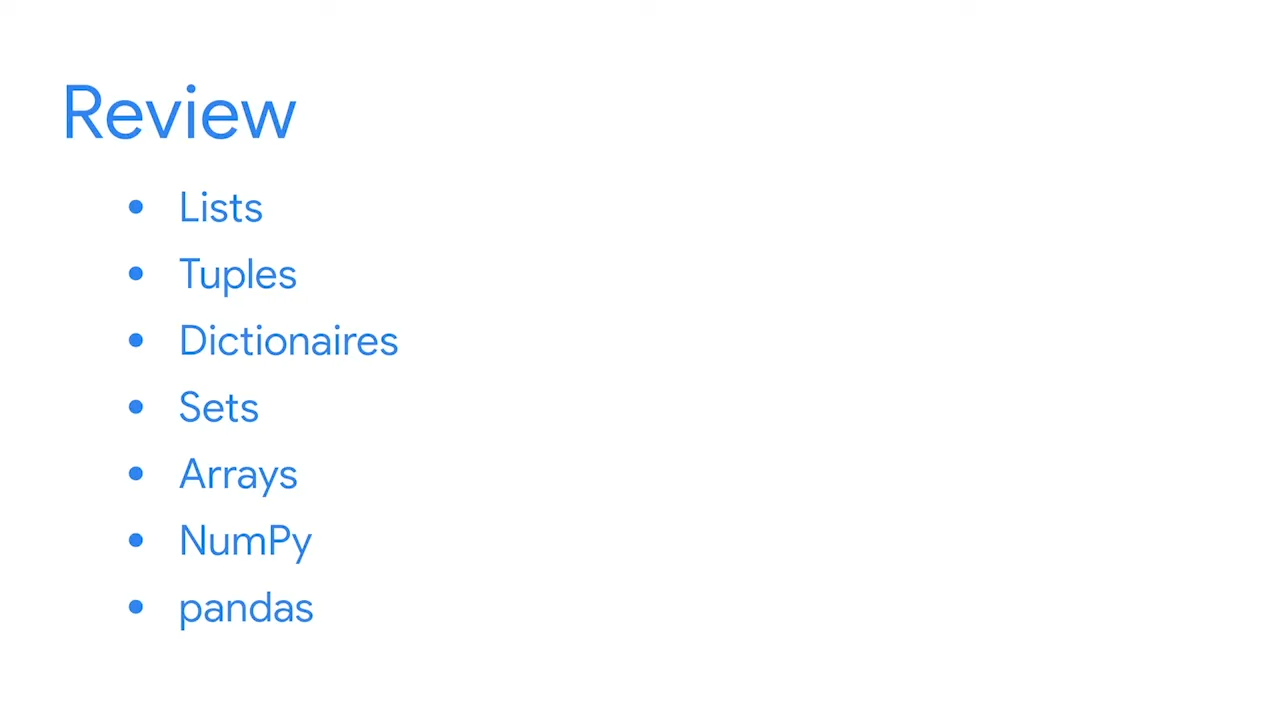 Review
• Lists
• Tuples
• Dictionaires
• Sets
• Arrays
• NumPy
• pandas